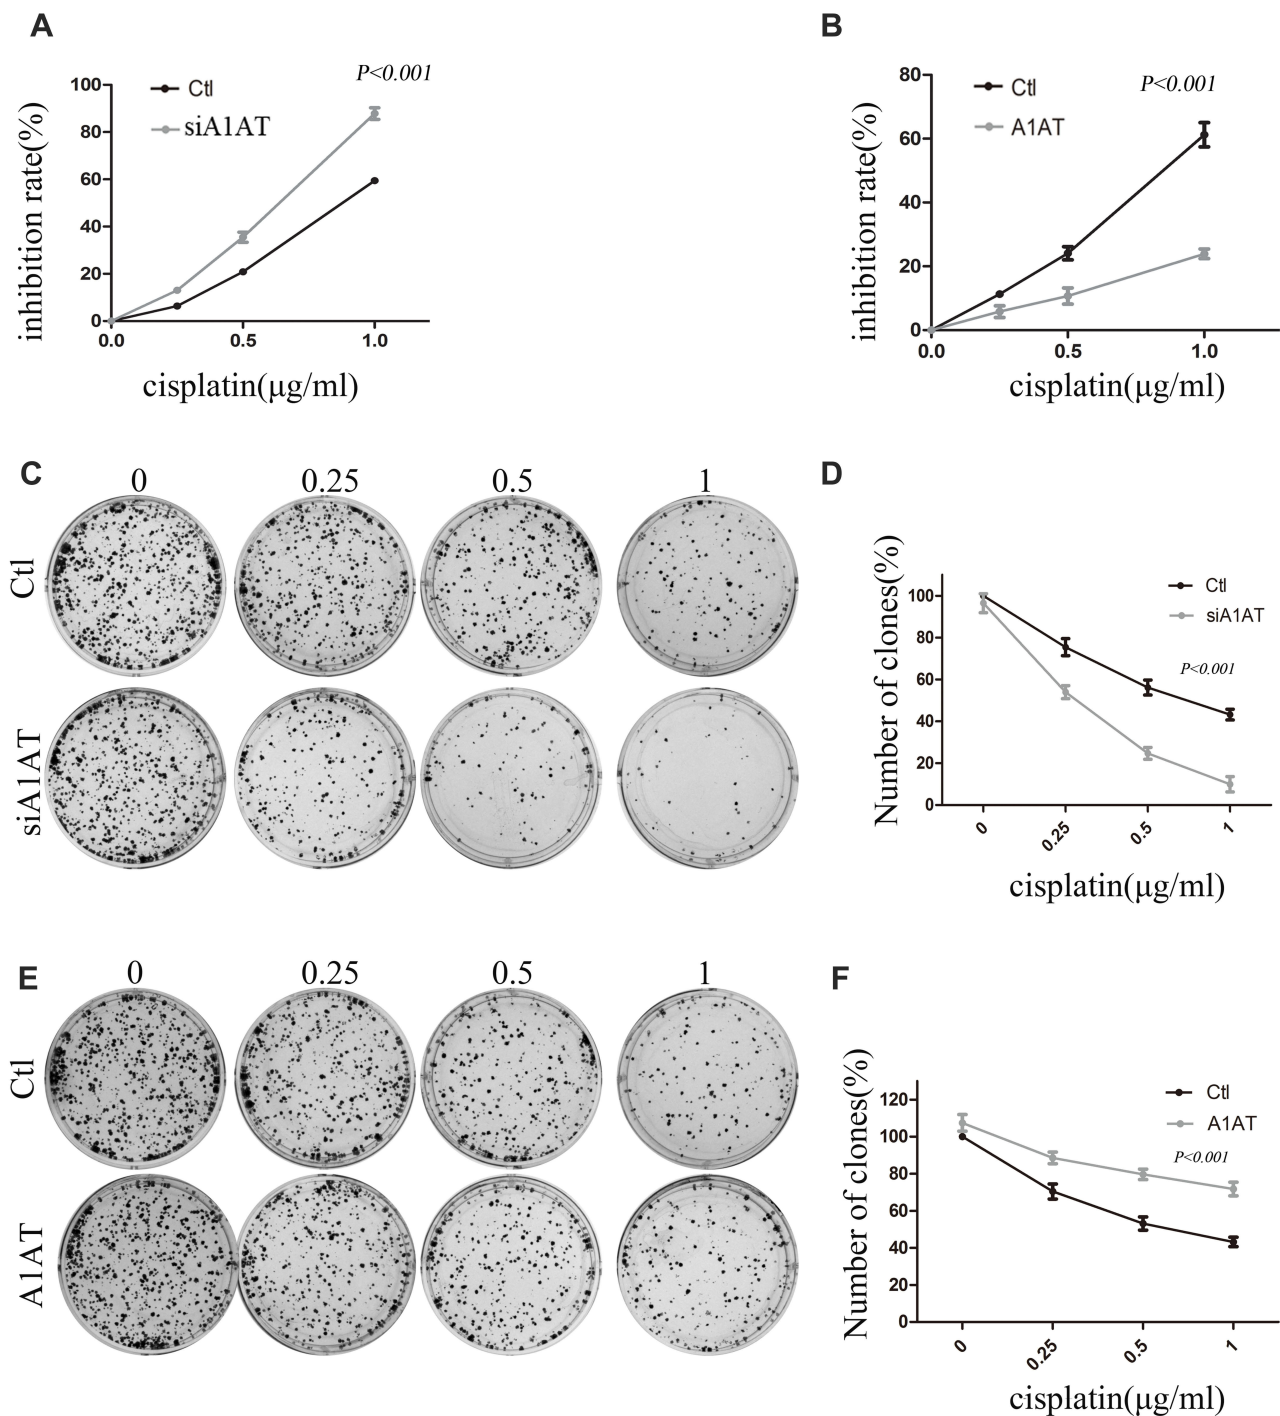 A
P<0.001
Ctl
siA1AT
inhibition rate(%)
100
80
60
40
20
0
0.0 0.5 1.0
cisplatin(μg/ml)
B
P<0.001
Ctl
A1AT
inhibition rate(%)
80
60
40
20
0
0.0 0.5 1.0
cisplatin(μg/ml)
C
0 0.25 0.5 1
Ctl
siA1AT
D
Ctl
siA1AT
P<0.001
Number of clones(%)
100
80
60
40
20
0
0 0.25 0.5 1
cisplatin(μg/ml)
E
0 0.25 0.5 1
Ctl
A1AT
F
Ctl
A1AT
P<0.001
Number of clones(%)
120
100
80
60
40
20
0
0 0.25 0.5 1
cisplatin(μg/ml)